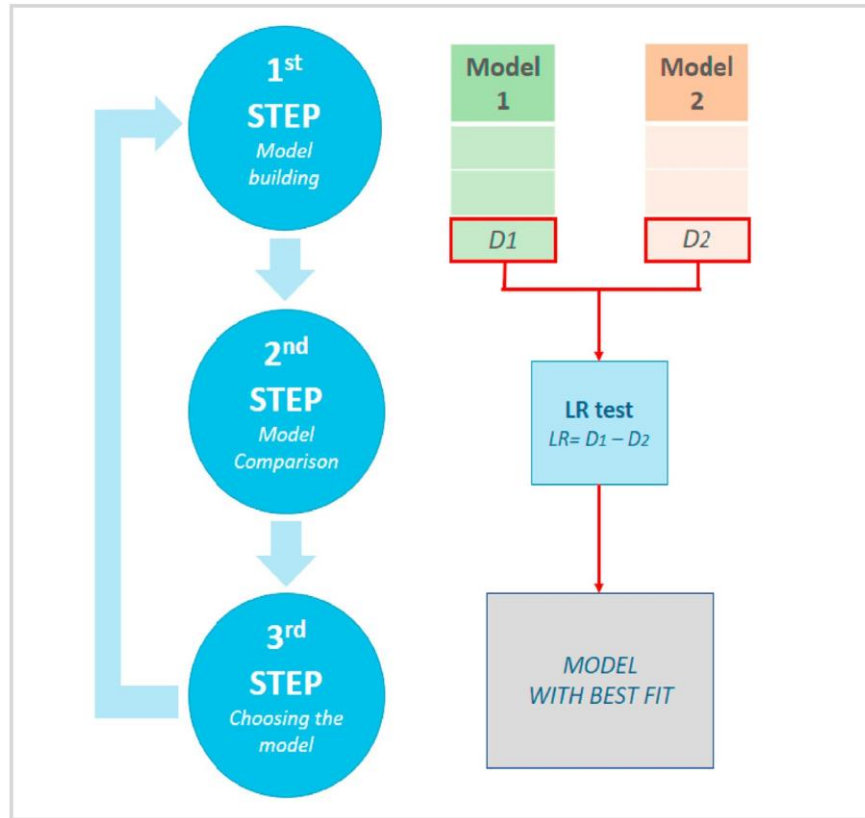 1st
STEP
Model
building
2nd
STEP
Model
Comparison
3rd
STEP
Choosing the
model
Model
1
Model
2
D1
D2
LR test
LR= D1 – D2
MODEL
WITH BEST FIT